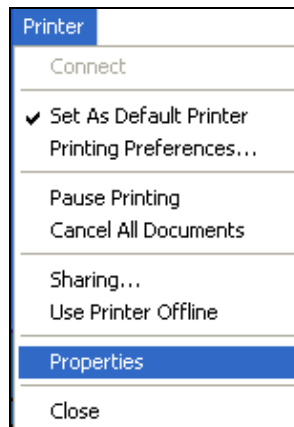 Printer
Connect
Set As Default Printer
Printing Preferences...
Pause Printing
Cancel All Documents
Sharing...
Use Printer Offline
Properties
Close